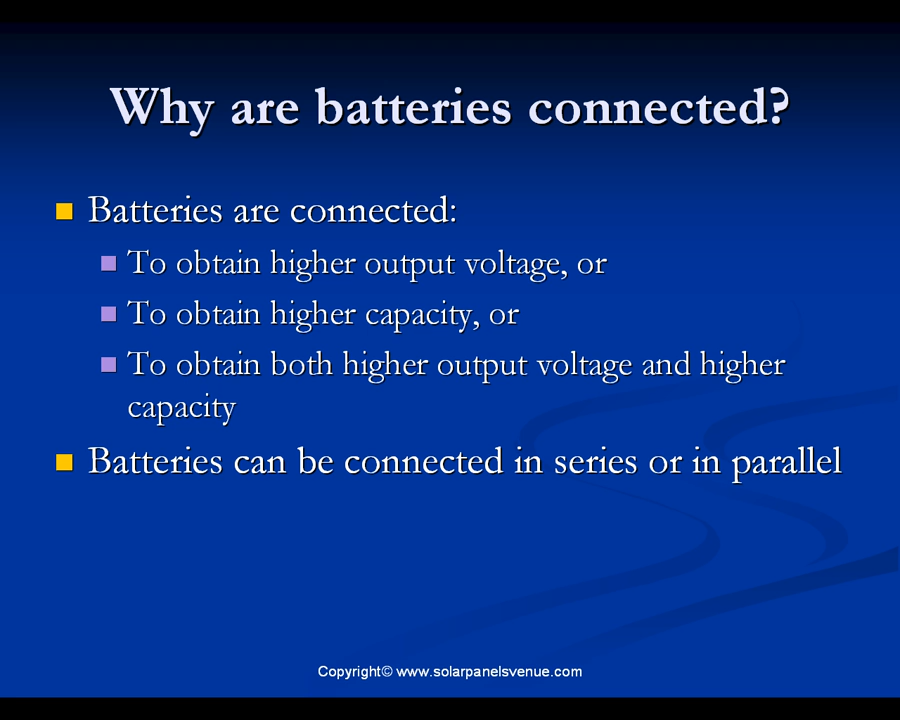 Why are batteries connected?
Batteries are connected:
To obtain higher output voltage, or
To obtain higher capacity, or
To obtain both higher output voltage and higher
capacity
Batteries can be connected in series or in parallel
Copyright© www.solarpanelsvenue.com